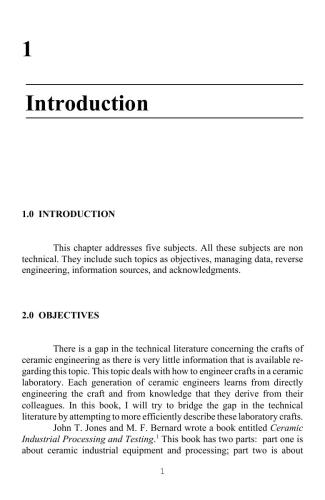 1
Introduction
1.0 INTRODUCTION
This chapter addresses five subjects. All these subjects are non
technical. They include such topics as objectives, managing data, reverse
engineering, information sources, and acknowledgments.
2.0 OBJECTIVES
There is a gap in the technical literature concerning the crafts of
ceramic engineering as there is very little information that is available re-
garding this topic. This topic deals with how to engineer crafts in a ceramic
laboratory. Each generation of ceramic engineers learns from directly
engineering the craft and from knowledge that they derive from their
colleagues. In this book, I will try to bridge the gap in the technical
literature by attempting to more efficiently describe these laboratory crafts.
John T. Jones and M. F. Bernard wrote a book entitled Ceramic
Industrial Processing and Testing.1 This book has two parts: part one is
about ceramic industrial equipment and processing; part two is about
1